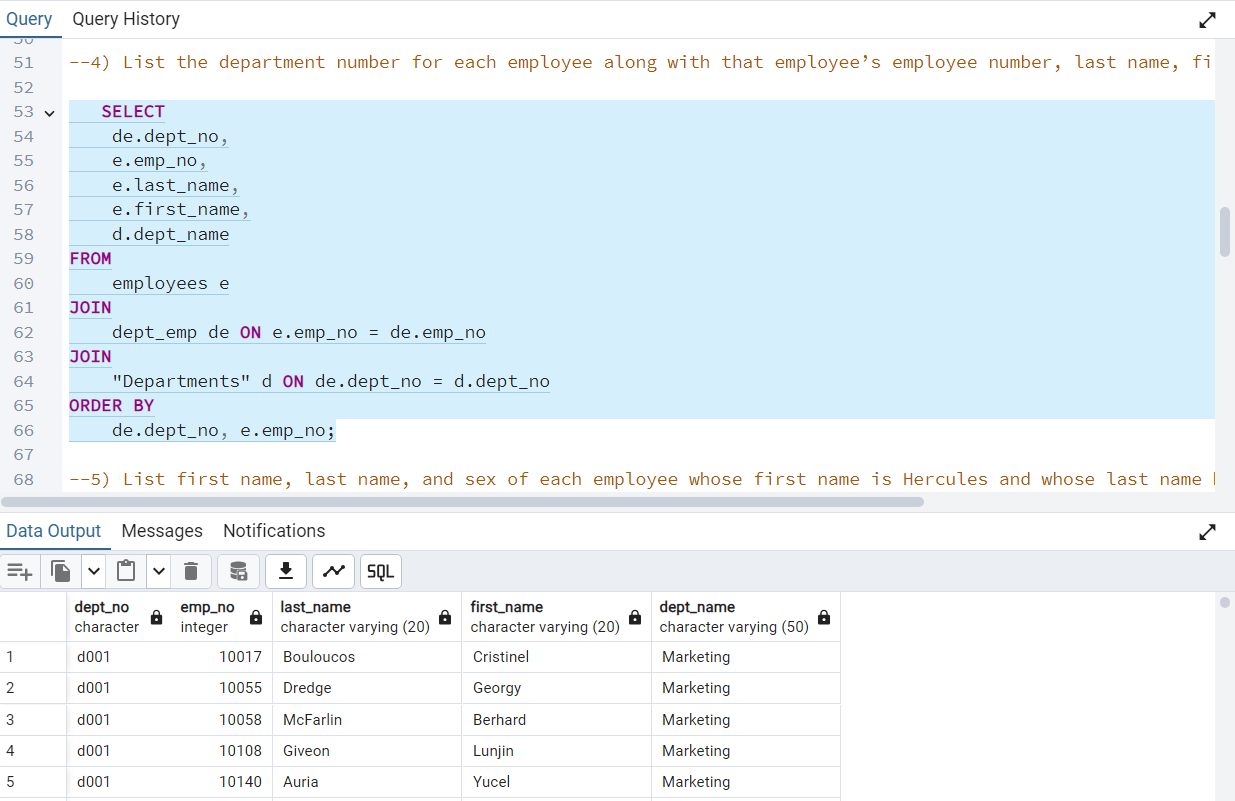 Query Query History
51 --4) List the department number for each employee along with that employee’s employee number, last name, fi
52
53 SELECT
54 de.dept_no,
55 e.emp_no,
56 e.last_name,
57 e.first_name,
58 d.dept_name
59 FROM
60 employees e
61 JOIN
62 dept_emp de ON e.emp_no = de.emp_no
63 JOIN
64 "Departments" d ON de.dept_no = d.dept_no
65 ORDER BY
66 de.dept_no, e.emp_no;
67
68 --5) List first name, last name, and sex of each employee whose first name is Hercules and whose last name
Data Output Messages Notifications
SQL
dept_no emp_no last_name first_name dept_name
character integer character varying (20) character varying (20) character varying (50)
1 d001 10017 Bouloucos Cristinel Marketing
2 d001 10055 Dredge Georgy Marketing
3 d001 10058 McFarlin Berhard Marketing
4 d001 10108 Giveon Lunjin Marketing
5 d001 10140 Auria Yucel Marketing